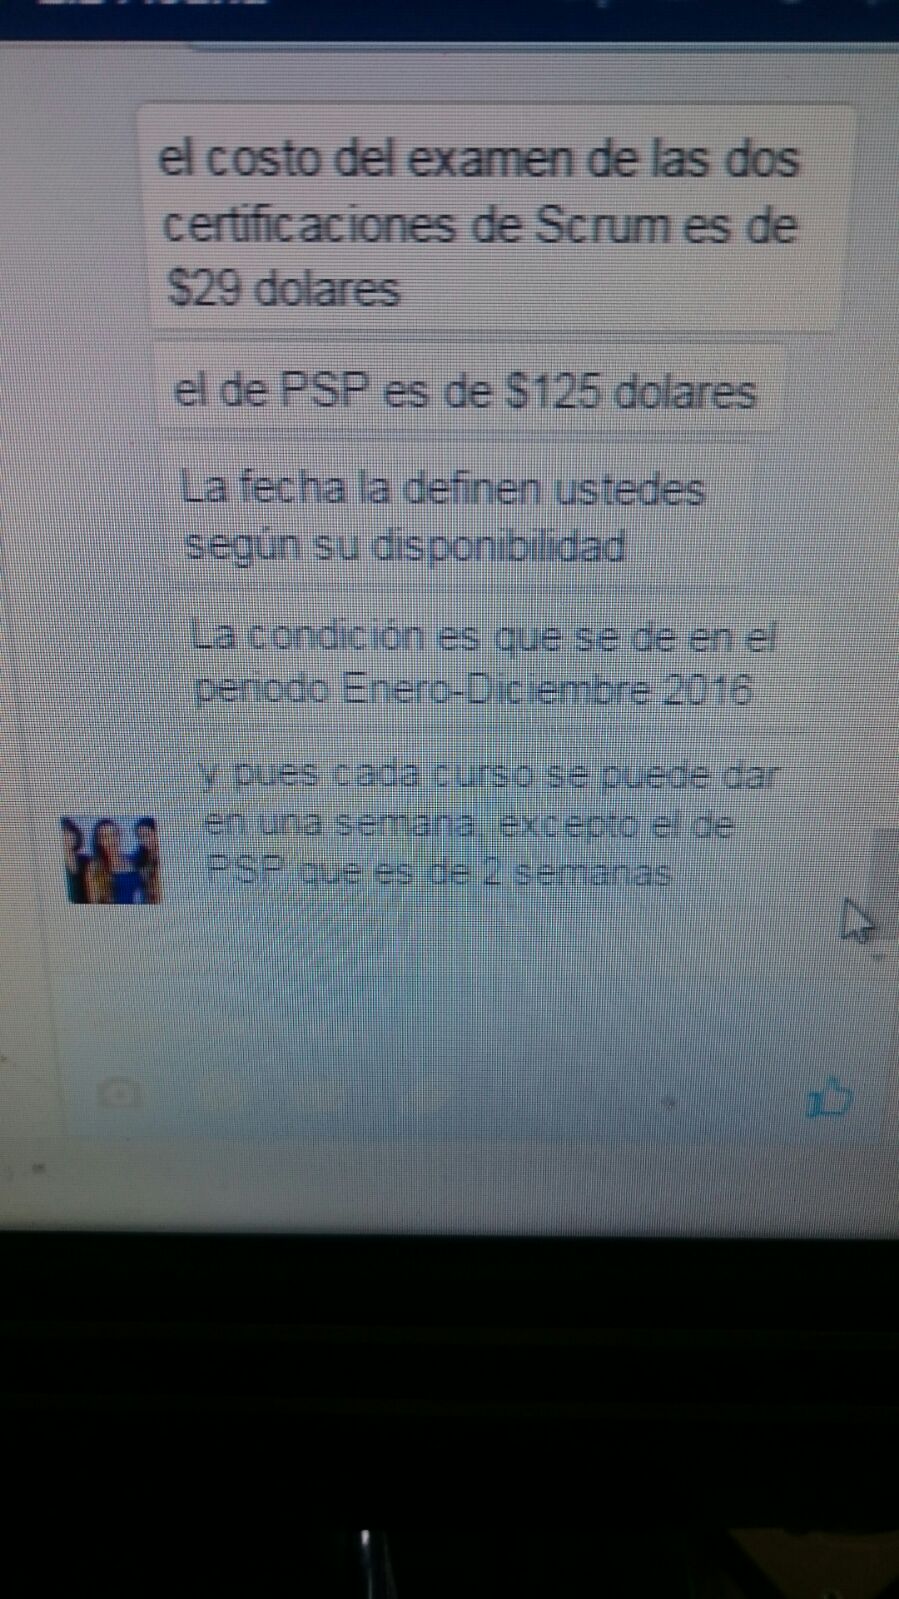 el costo del examen de las dos
certificaciones de Scrum es de
$29 dolares
el de PSP es de $125 dolares
La fecha la definen ustedes
según su disponibilidad
La condición es que se de en el
periodo Enero-Diciembre 2016
y pues cada curso se puede dar
en una semana, excepto el de
PSP que es de 2 semanas